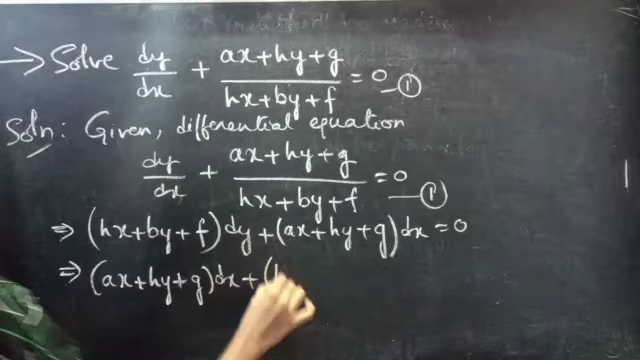 → Solve dy/dx + (ax+hy+g)/(hx+by+f) = 0 — ①
Soln: Given, differential equation
dy/dx + (ax+hy+g)/(hx+by+f) = 0 — ①
⇒ (hx+by+f)dy + (ax+hy+g)dx = 0
⇒ (ax+hy+g)dx + (h